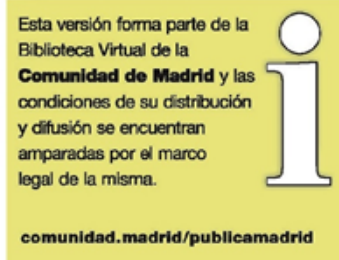 Esta versión forma parte de la
Biblioteca Virtual de la
Comunidad de Madrid y las
condiciones de su distribución
y difusión se encuentran
amparadas por el marco
legal de la misma.
comunidad.madrid/publicamadrid